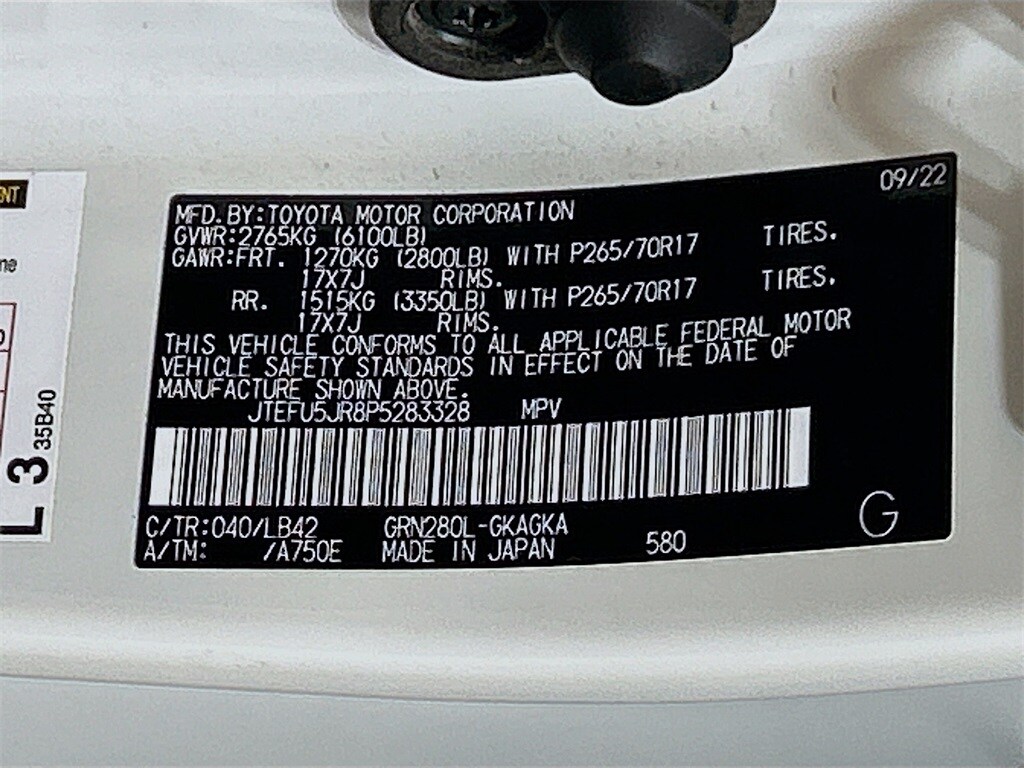 09/22
MFD. BY: TOYOTA MOTOR CORPORATION
GVWR: 2765KG (6100LB)
GAWR: FRT. 1270KG (2800LB) WITH P265/70R17 TIRES.
17X7J RIMS.
RR. 1515KG (3350LB) WITH P265/70R17 TIRES.
17X7J RIMS.
THIS VEHICLE CONFORMS TO ALL APPLICABLE FEDERAL MOTOR
VEHICLE SAFETY STANDARDS IN EFFECT ON THE DATE OF
MANUFACTURE SHOWN ABOVE.
JTEFU5JR8P5283328 MPV
C/TR: 040/LB42 GRN280L-GKAGKA
A/TM: /A750E MADE IN JAPAN 580
G
L 3 35B40